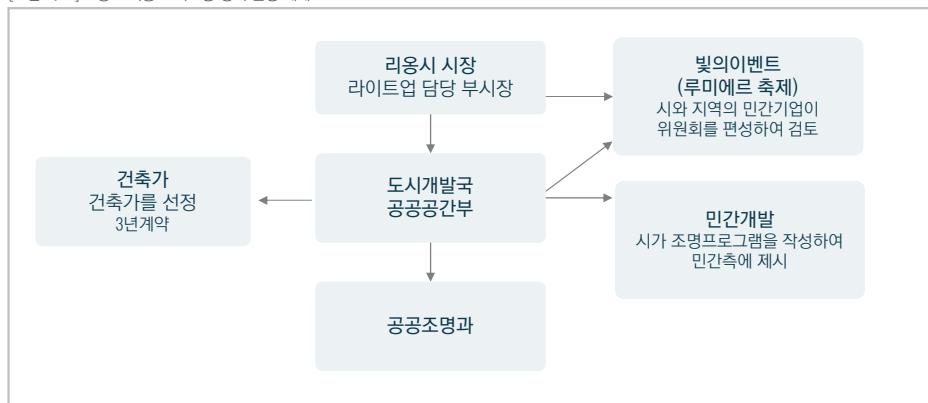 리옹시 시장
라이트업 담당 부시장
빛의이벤트
(루미에르 축제)
시와 지역의 민간기업이
위원회를 편성하여 검토
건축가
건축가를 선정
3년계약
도시개발국
공공공간부
민간개발
시가 조명프로그램을 작성하여
민간측에 제시
공공조명과